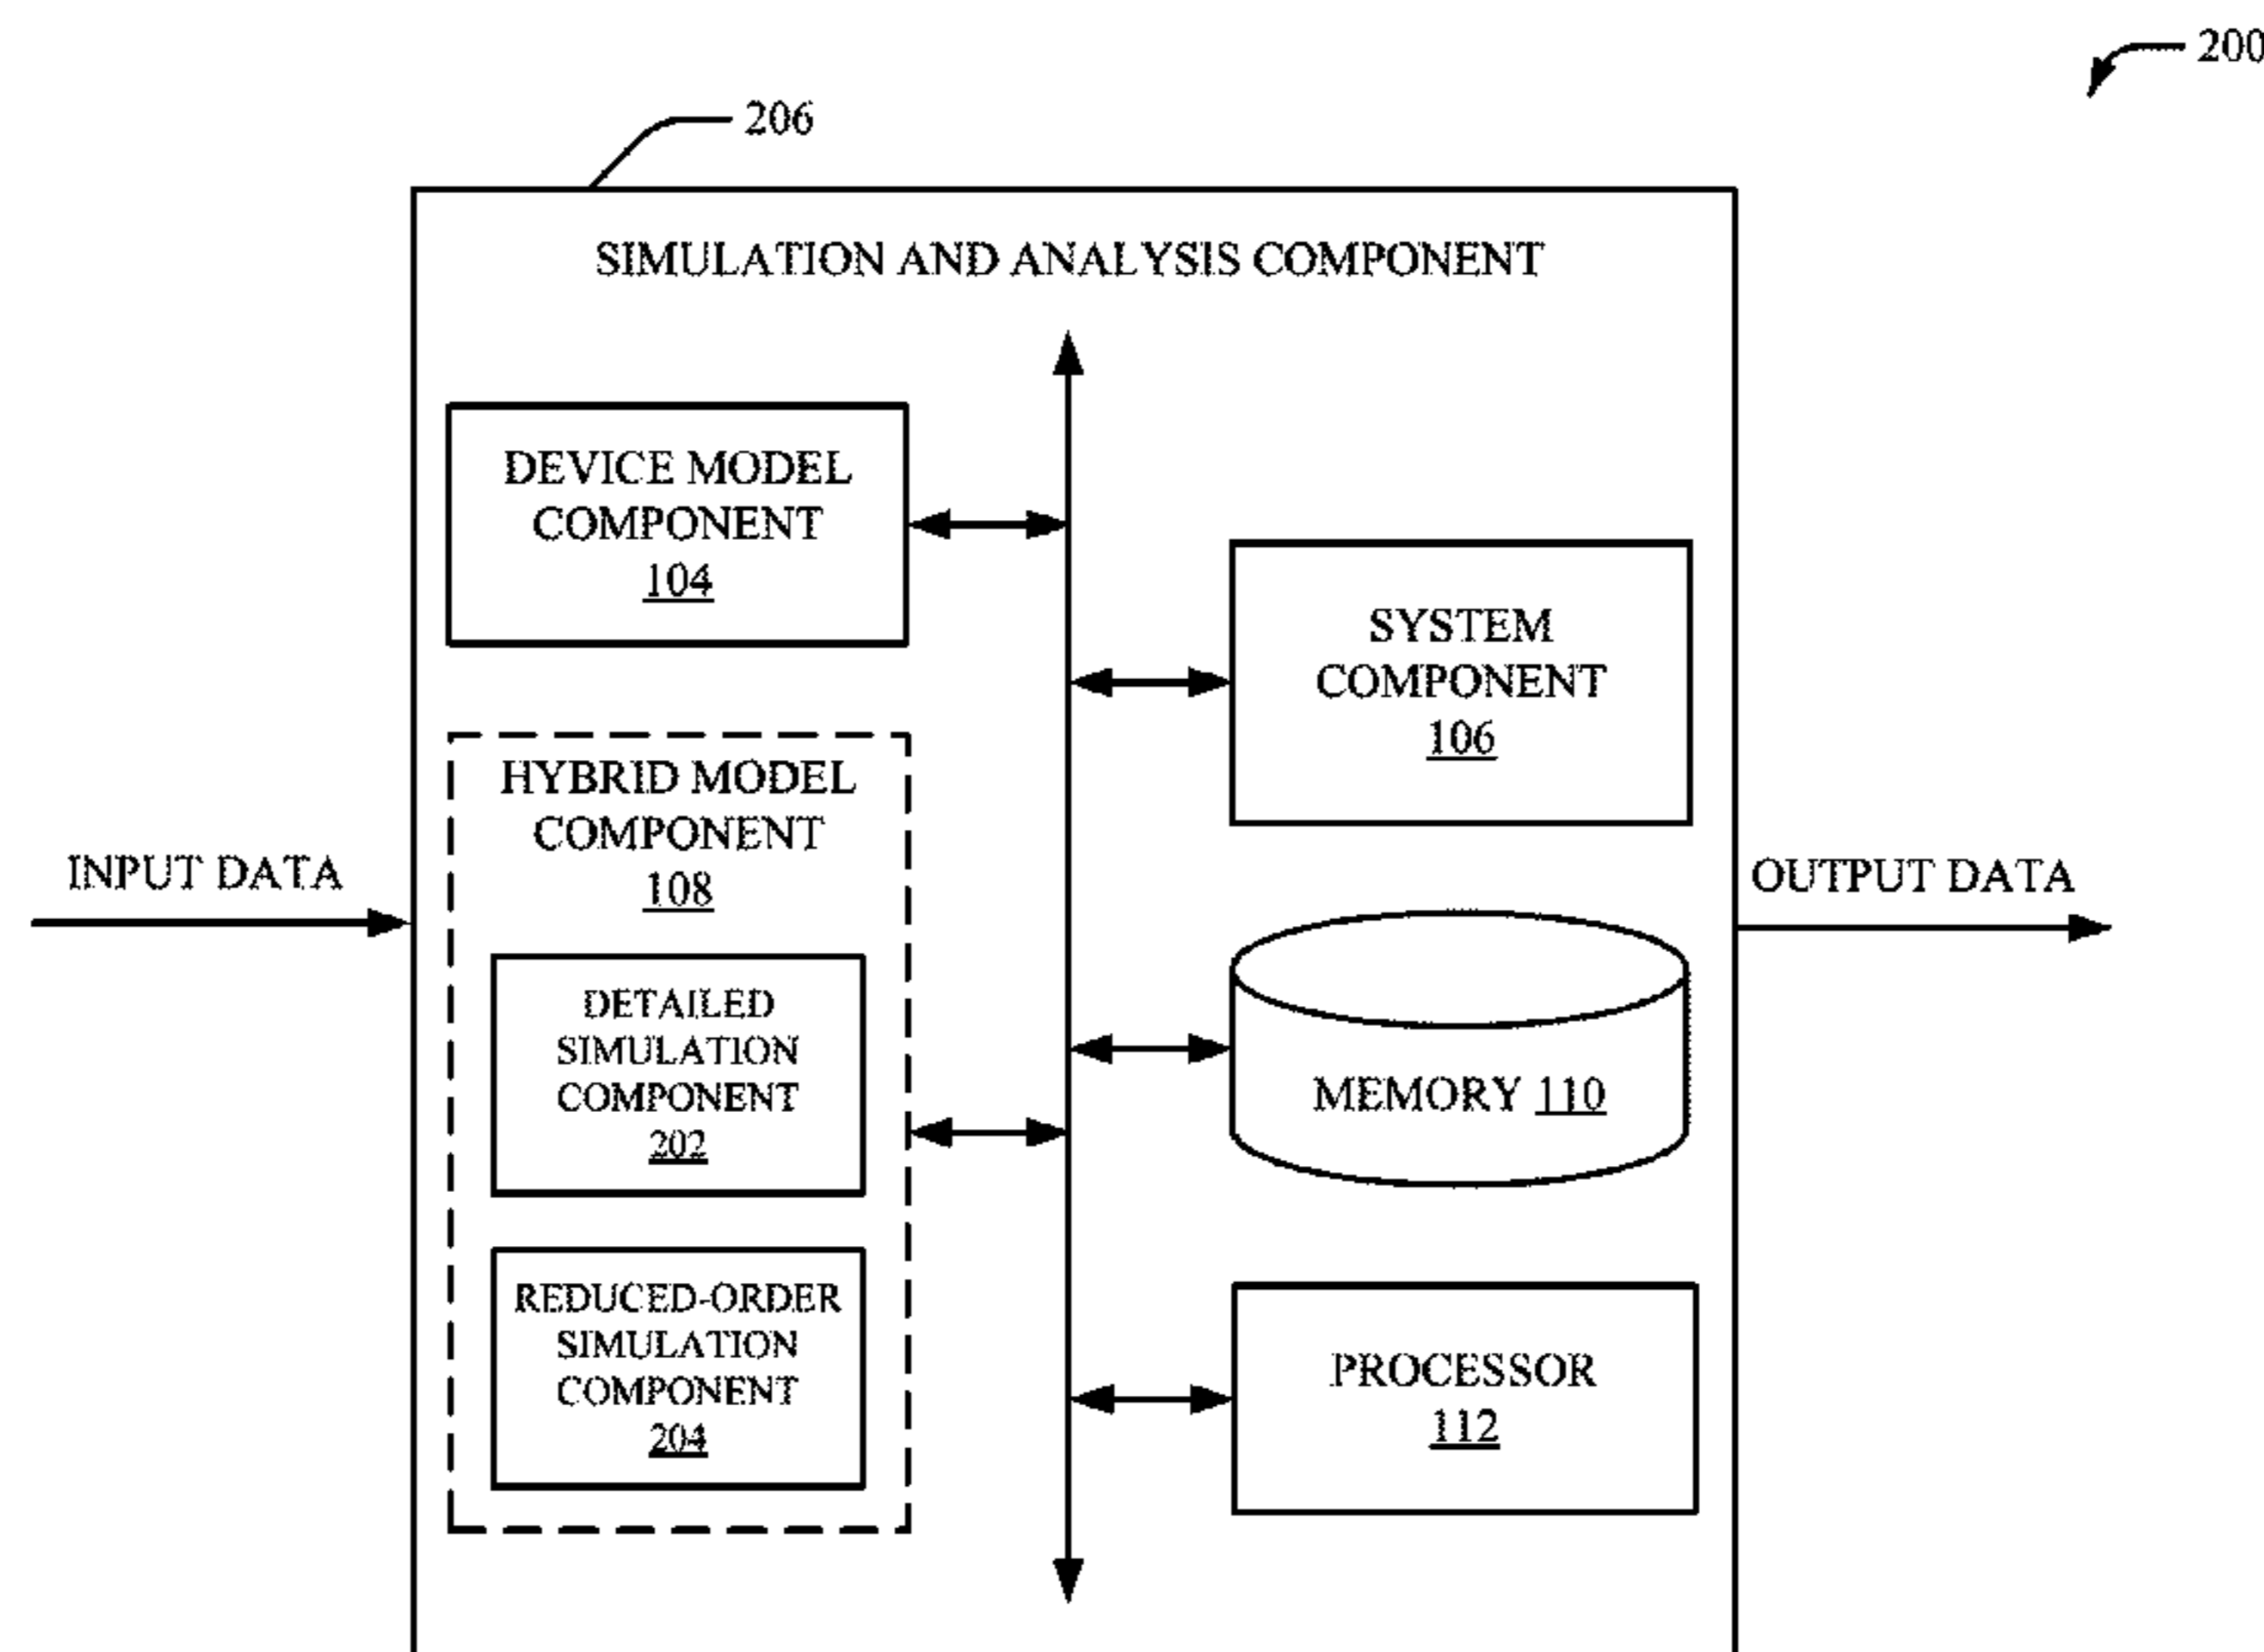 200
206
SIMULATION AND ANALYSIS COMPONENT
DEVICE MODEL
COMPONENT
104
SYSTEM
COMPONENT
106
HYBRID MODEL
COMPONENT
108
INPUT DATA
OUTPUT DATA
DETAILED
SIMULATION
COMPONENT
202
MEMORY 110
REDUCED-ORDER
SIMULATION
COMPONENT
204
PROCESSOR
112